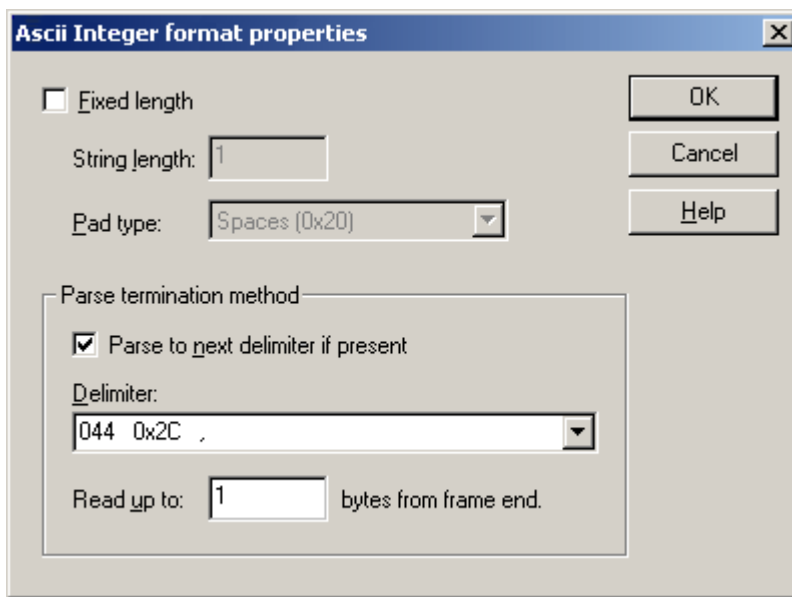 Ascii Integer format properties
Fixed length
OK
String length: 1
Cancel
Pad type: Spaces (0x20)
Help
Parse termination method
Parse to next delimiter if present
Delimiter:
044 0x2C ,
Read up to: 1 bytes from frame end.